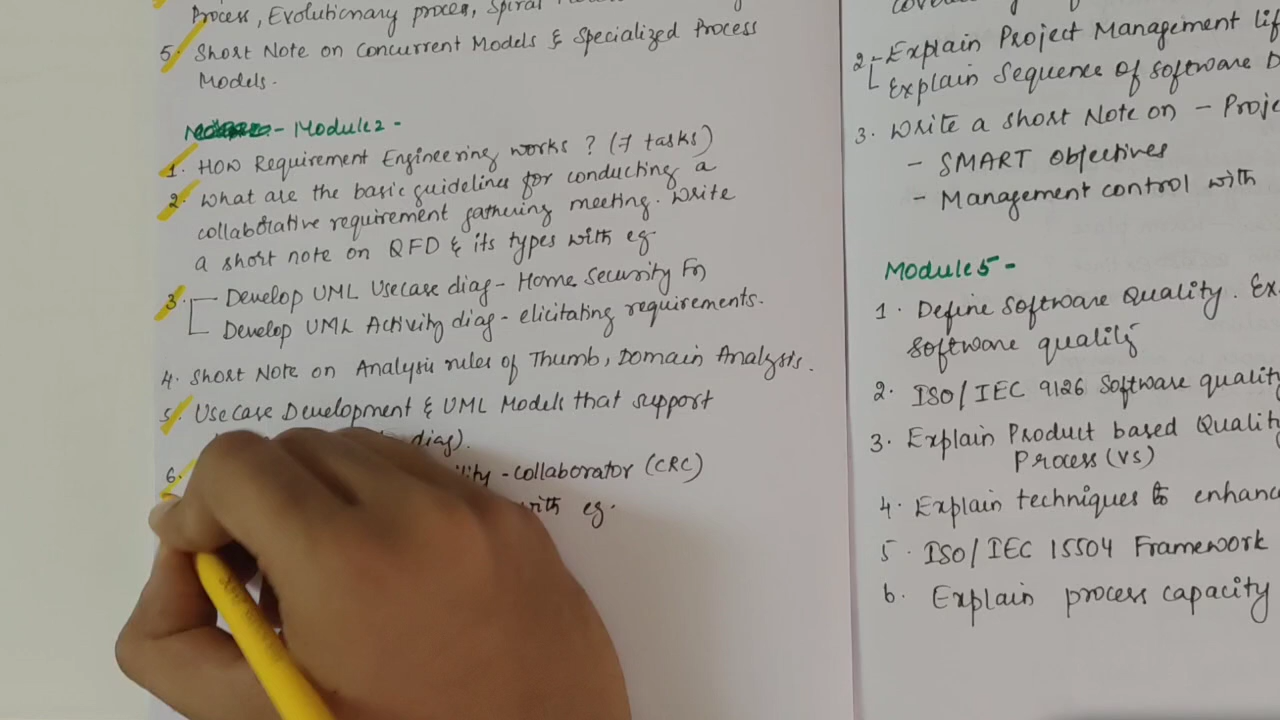 Process, Evolutionary proces, Spiral
5. Short Note on Concurrent Models & Specialized Process
Models.
- Module 2 -
1. How Requirement Engineering works ? (7 tasks)
2. What are the basic guidelines for conducting a
collaborative requirement gathering meeting. Write
a short note on QFD & its types with eg.
3. Develop UML Usecase diag - Home Security Fn
Develop UML Activity diag - elicitating requirements.
4. Short Note on Analysis rules of Thumb, Domain Analysis.
5. Usecase Development & UML Models that support
diag).
6. - collaborator (CRC)
with eg.
2. Explain Project Management
Explain Sequence of Software
3. Write a short Note on -
- SMART Objectives
- Management control with
Module 5 -
1. Define Software Quality.
Software quality
2. ISO/IEC 9126 Software quality
3. Explain Product based Quality
Process (VS)
4. Explain techniques to
5. ISO/IEC 15504 Framework
6. Explain process capacity